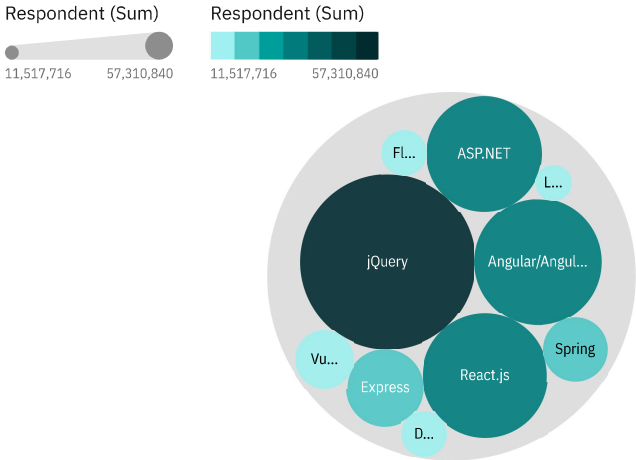 Respondent (Sum)
11,517,716
57,310,840
Respondent (Sum)
11,517,716
57,310,840
Fl...
ASP.NET
L...
jQuery
Angular/Angul...
Vu...
Express
React.js
Spring
D...